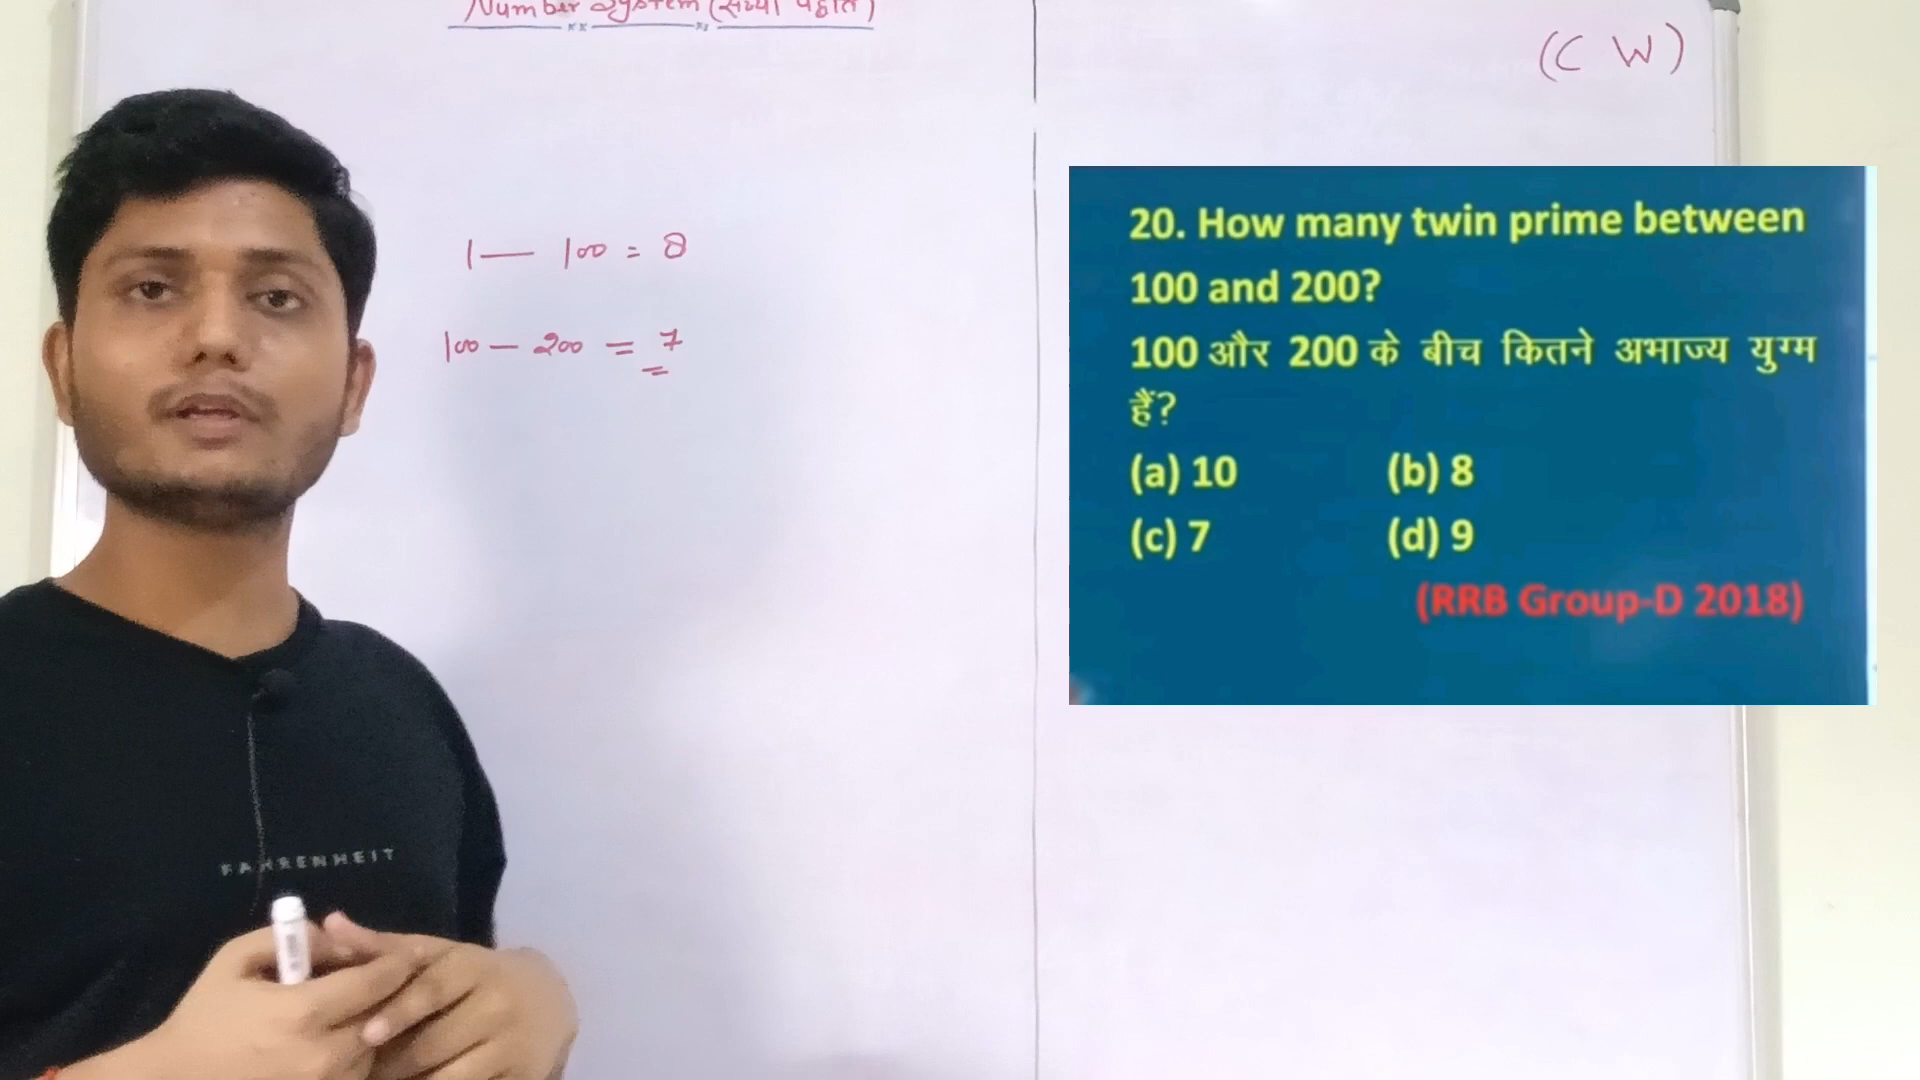 Number System (संख्या पद्धति)
(C W)
1 — 100 = 8
100 — 200 = 7
20. How many twin prime between
100 and 200?
100 और 200 के बीच कितने अभाज्य युग्म
हैं?
(a) 10 (b) 8
(c) 7 (d) 9
(RRB Group-D 2018)
FAHRENHEIT